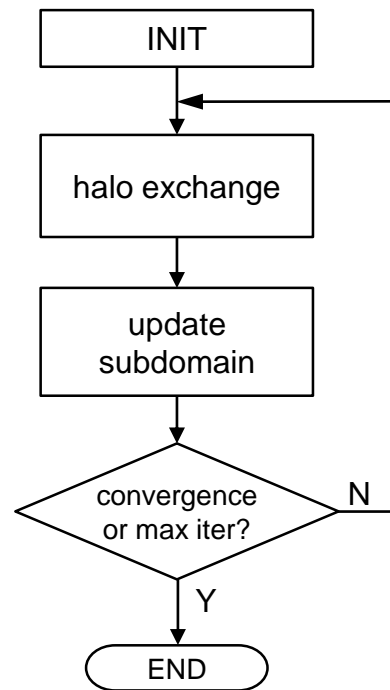 INIT
halo exchange
update
subdomain
convergence
or max iter?
N
Y
END